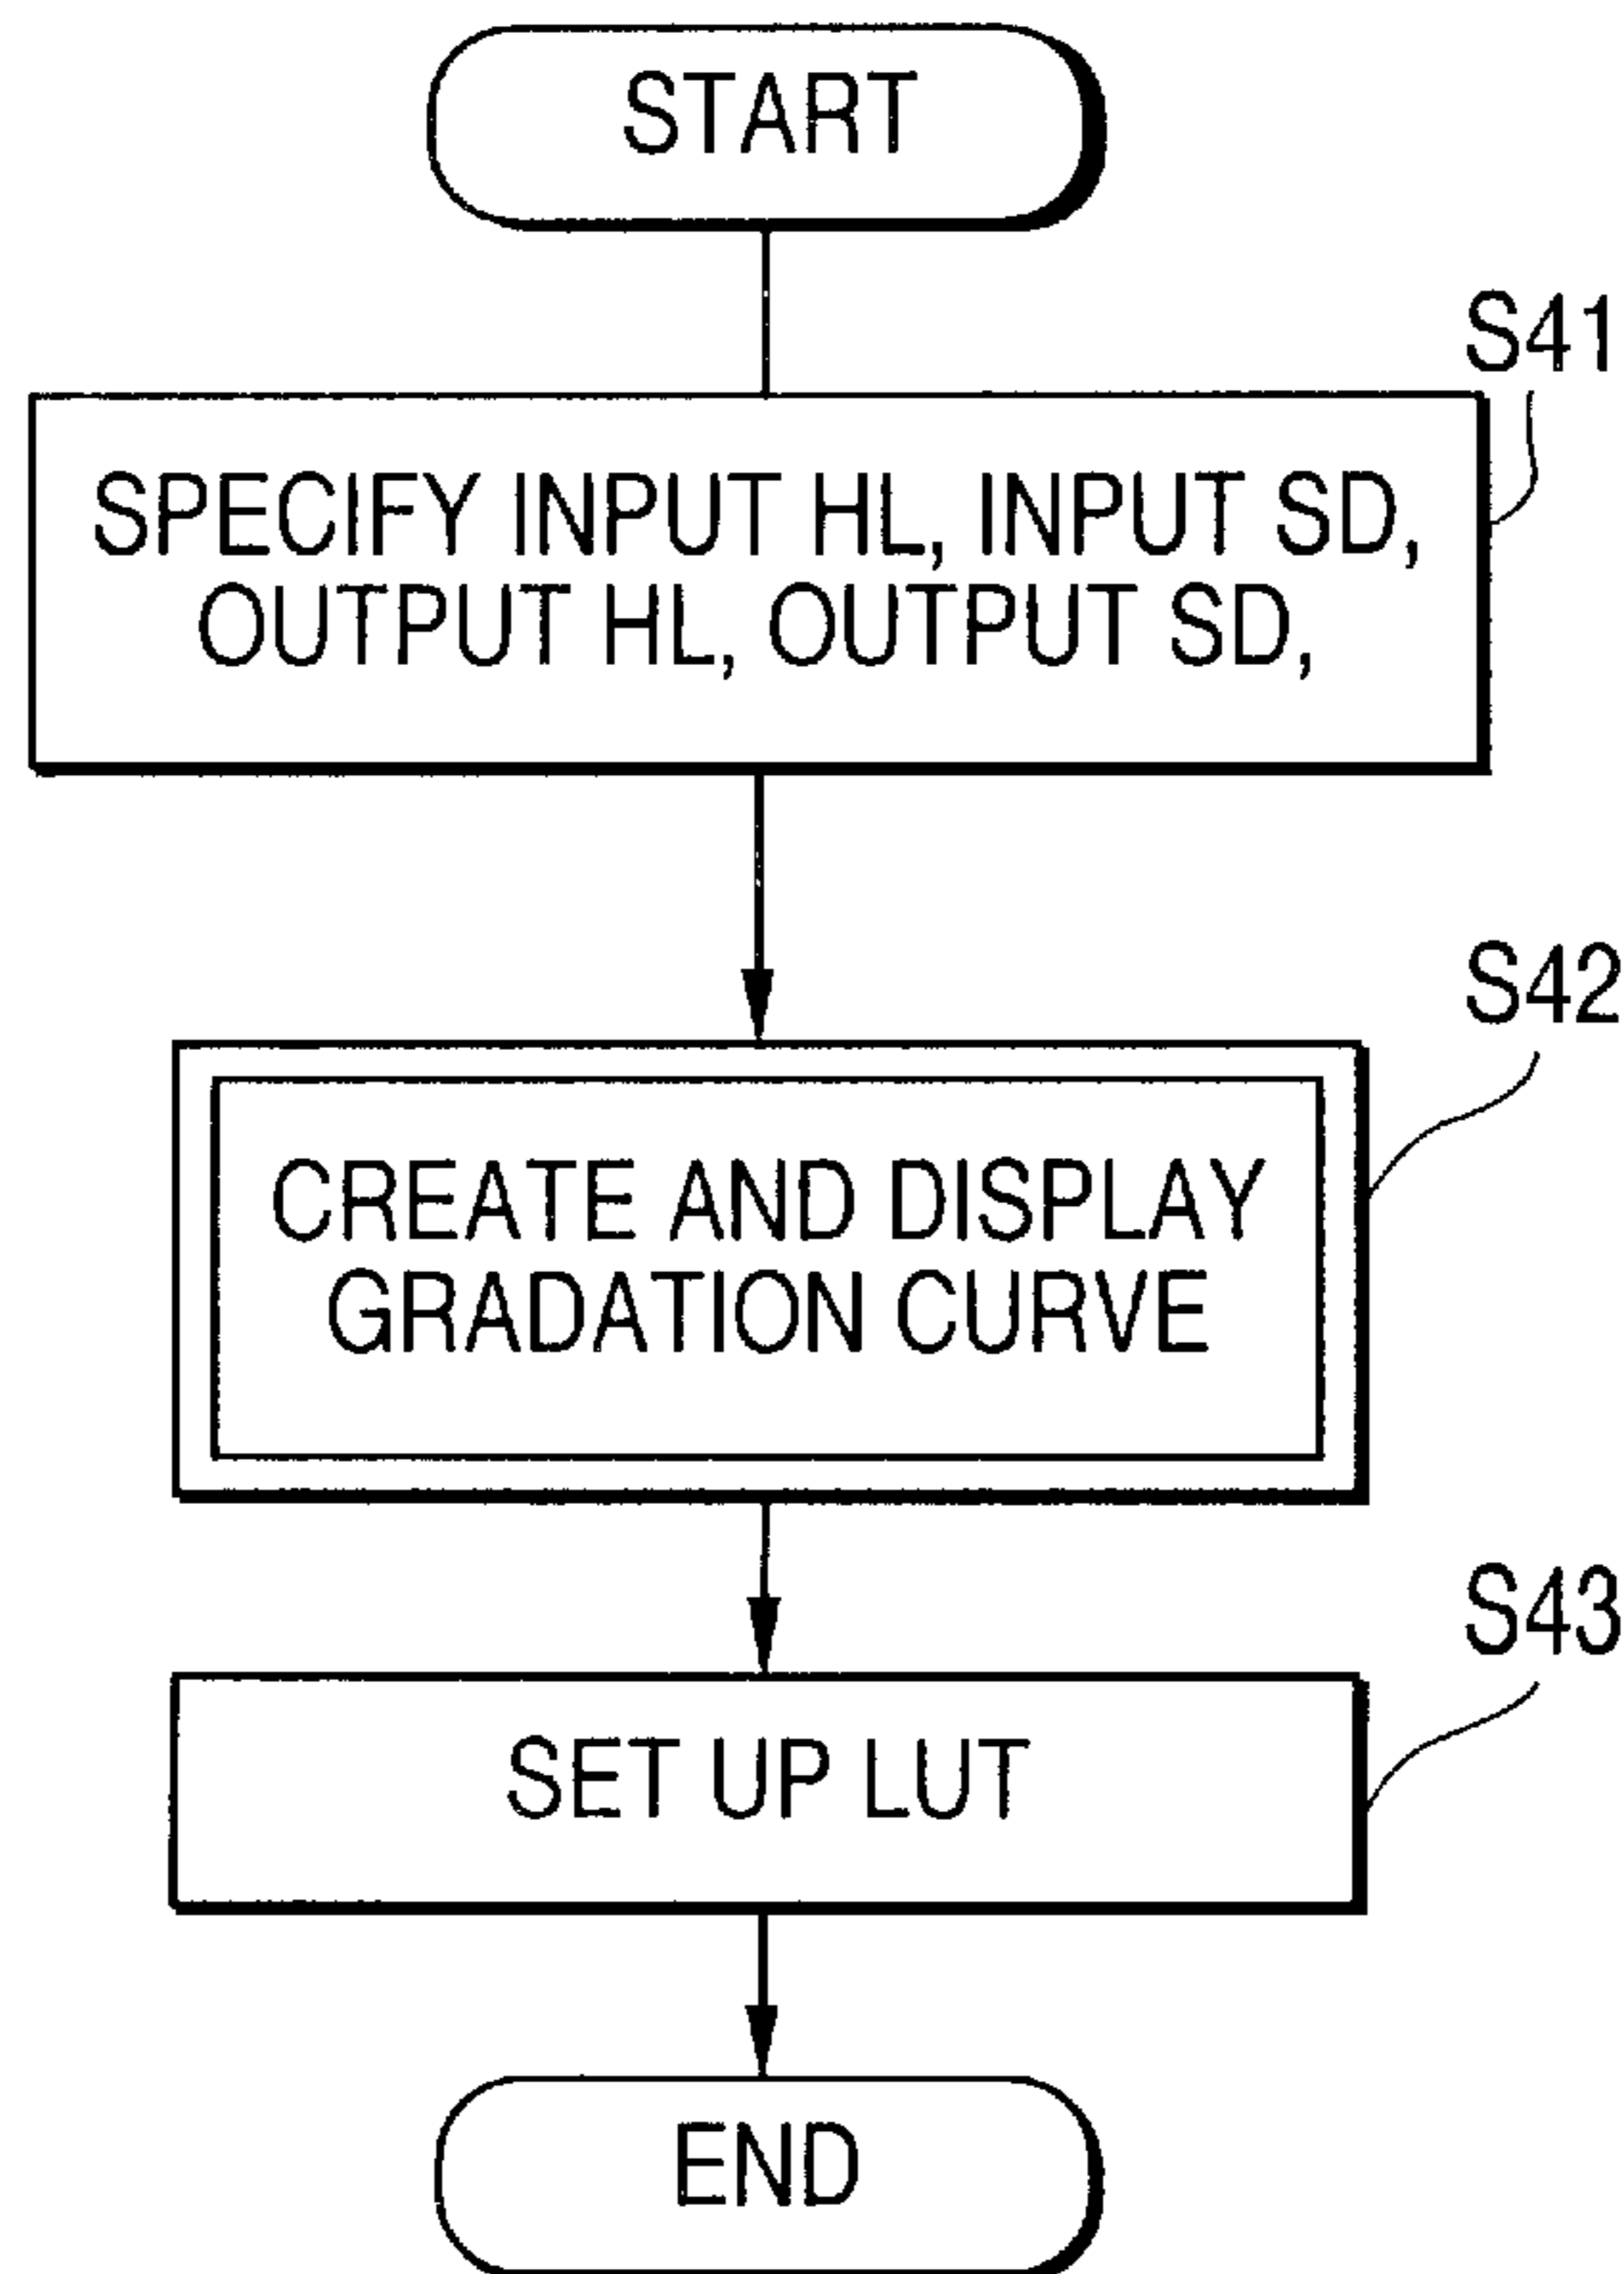 START
S41
SPECIFY INPUT HL, INPUT SD,
OUTPUT HL, OUTPUT SD,
S42
CREATE AND DISPLAY
GRADATION CURVE
S43
SET UP LUT
END